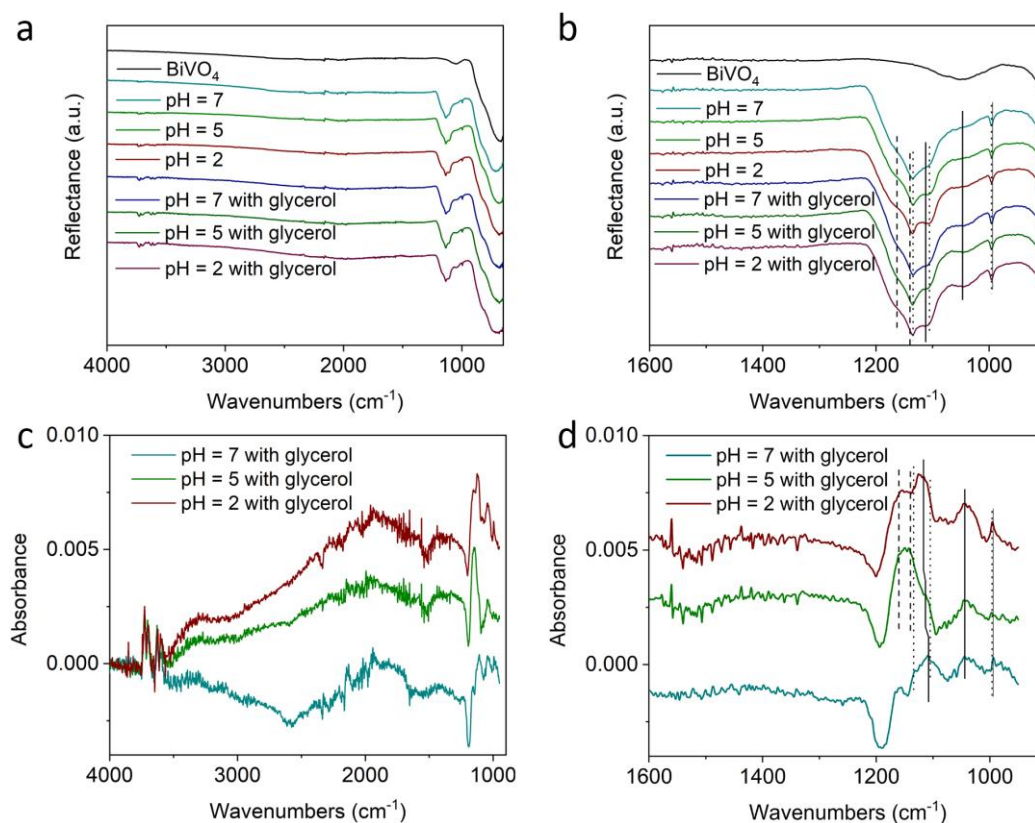 a
Reflectance (a.u.)
BiVO₄
pH = 7
pH = 5
pH = 2
pH = 7 with glycerol
pH = 5 with glycerol
pH = 2 with glycerol
4000 3000 2000 1000
Wavenumbers (cm⁻¹)
b
Reflectance (a.u.)
BiVO₄
pH = 7
pH = 5
pH = 2
pH = 7 with glycerol
pH = 5 with glycerol
pH = 2 with glycerol
1600 1400 1200 1000
Wavenumbers (cm⁻¹)
c
Absorbance
0.010
0.005
0.000
pH = 7 with glycerol
pH = 5 with glycerol
pH = 2 with glycerol
4000 3000 2000 1000
Wavenumbers (cm⁻¹)
d
Absorbance
0.010
0.005
0.000
pH = 7 with glycerol
pH = 5 with glycerol
pH = 2 with glycerol
1600 1400 1200 1000
Wavenumbers (cm⁻¹)